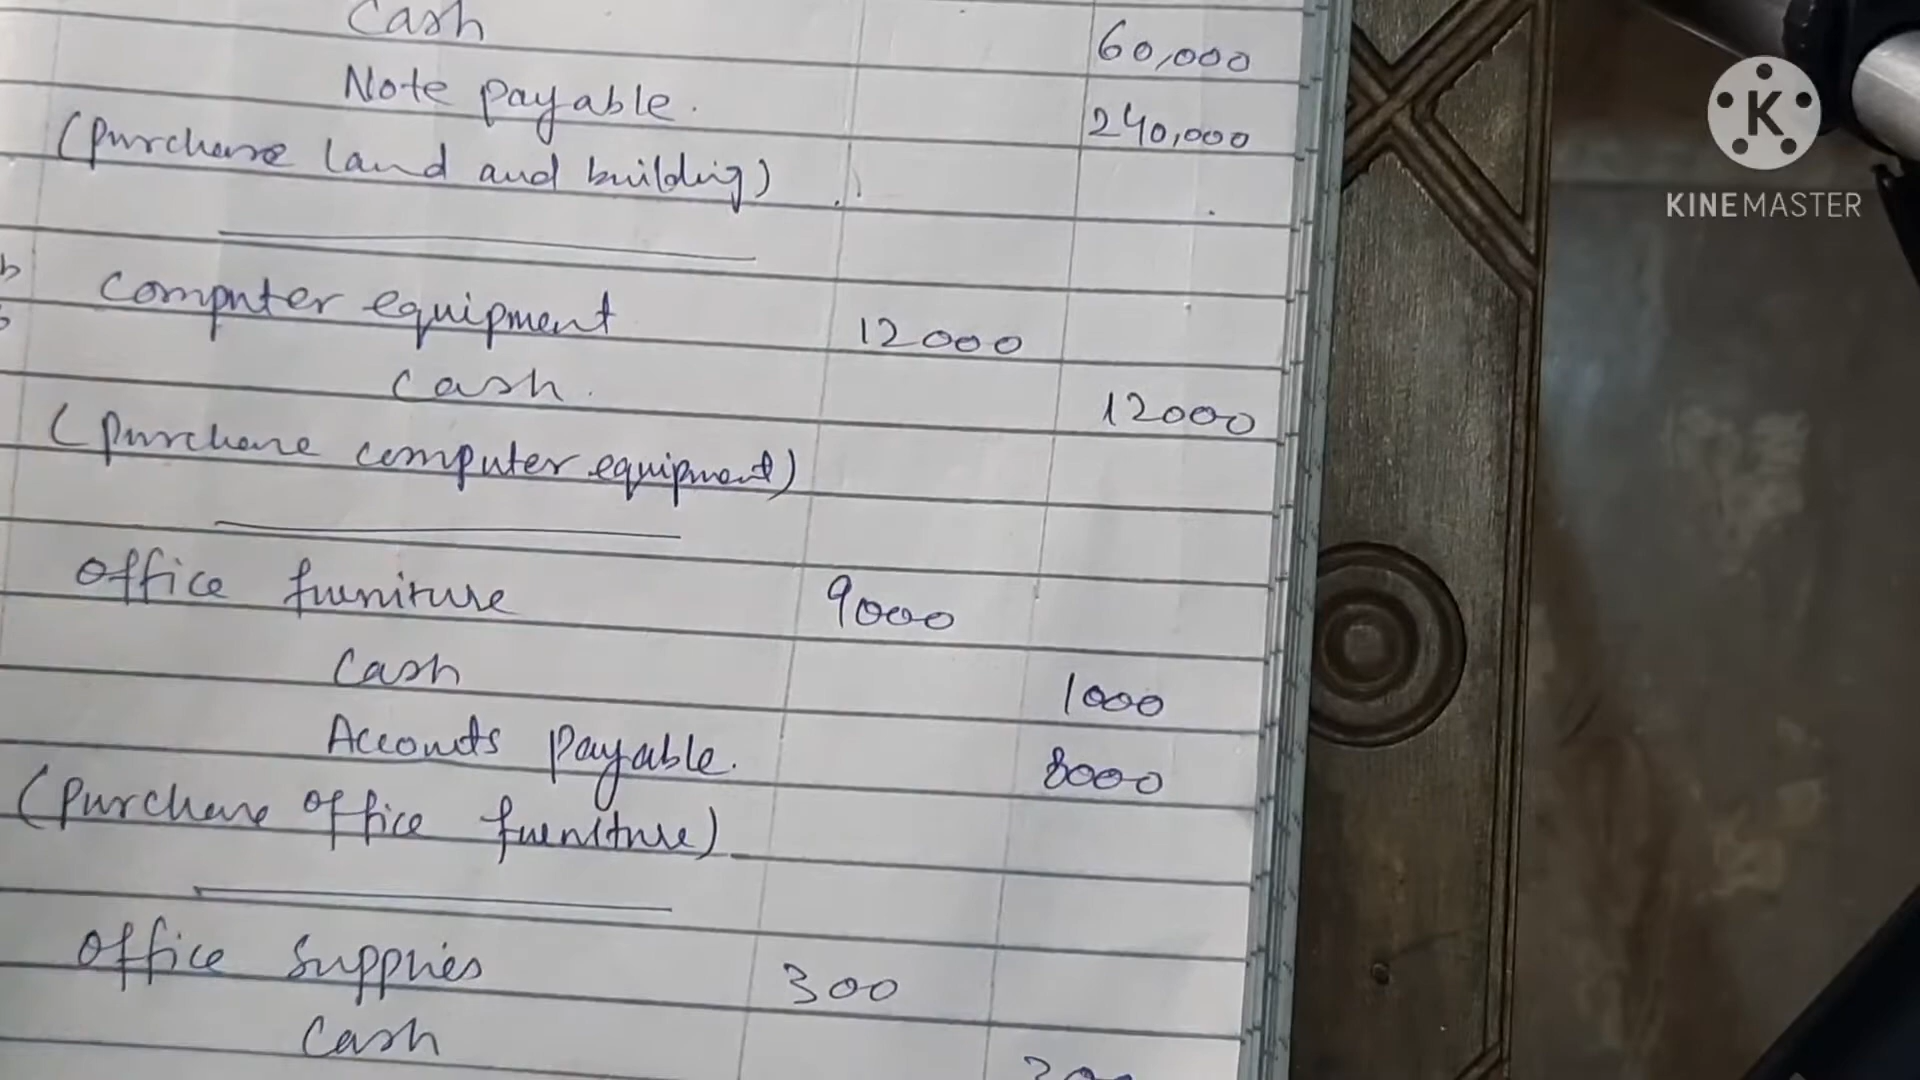 Cash
60,000
Note payable.
240,000
(purchase land and building)
Computer equipment 12000
Cash.
12000
(purchase computer equipment)
Office furniture 9000
Cash
1000
Accounts payable.
8000
(purchase office furniture)
Office Supplies 300
Cash
K
KINEMASTER